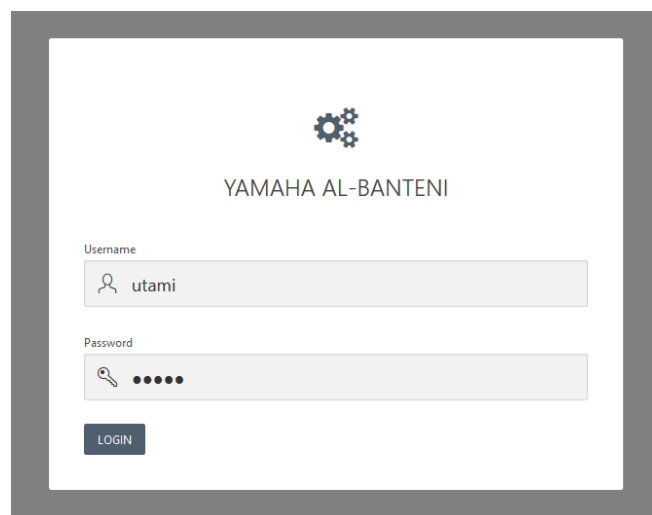 YAMAHA AL-BANTENI
Username
utami
Password
●●●●●
LOGIN